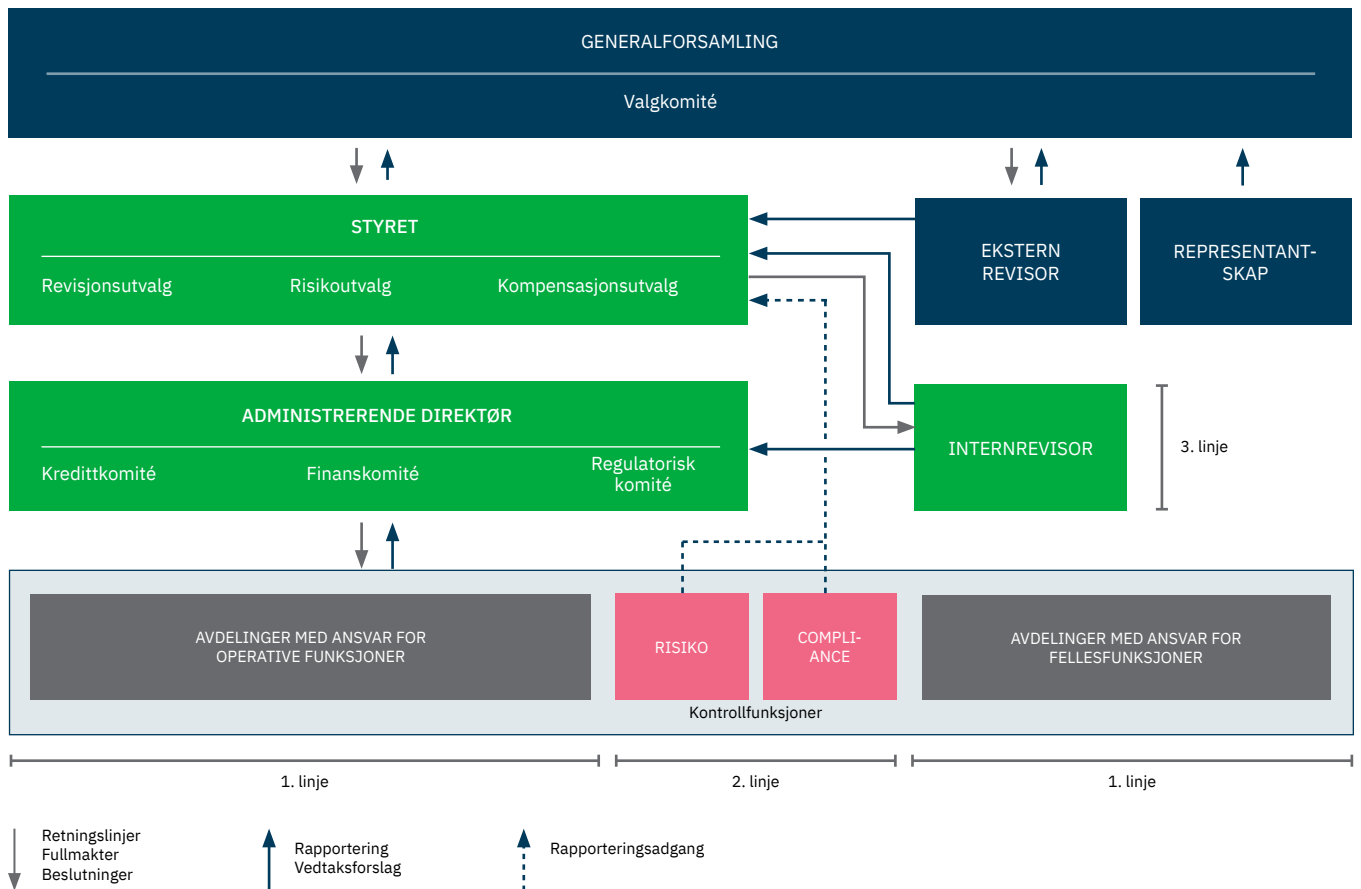 GENERALFORSAMLING
Valgkomité
STYRET
Revisjonsutvalg
Risikoutvalg
Kompensasjonsutvalg
EKSTERN
REVISOR
REPRESENTANT-
SKAP
ADMINISTRERENDE DIREKTØR
Kredittkomité
Finanskomité
Regulatorisk
komité
INTERNREVISOR
3. linje
AVDELINGER MED ANSVAR FOR
OPERATIVE FUNKSJONER
RISIKO
COMPLI-
ANCE
AVDELINGER MED ANSVAR FOR
FELLESFUNKSJONER
Kontrollfunksjoner
1. linje
2. linje
1. linje
Retningslinjer
Fullmakter
Beslutninger
Rapportering
Vedtaksforslag
Rapporteringsadgang